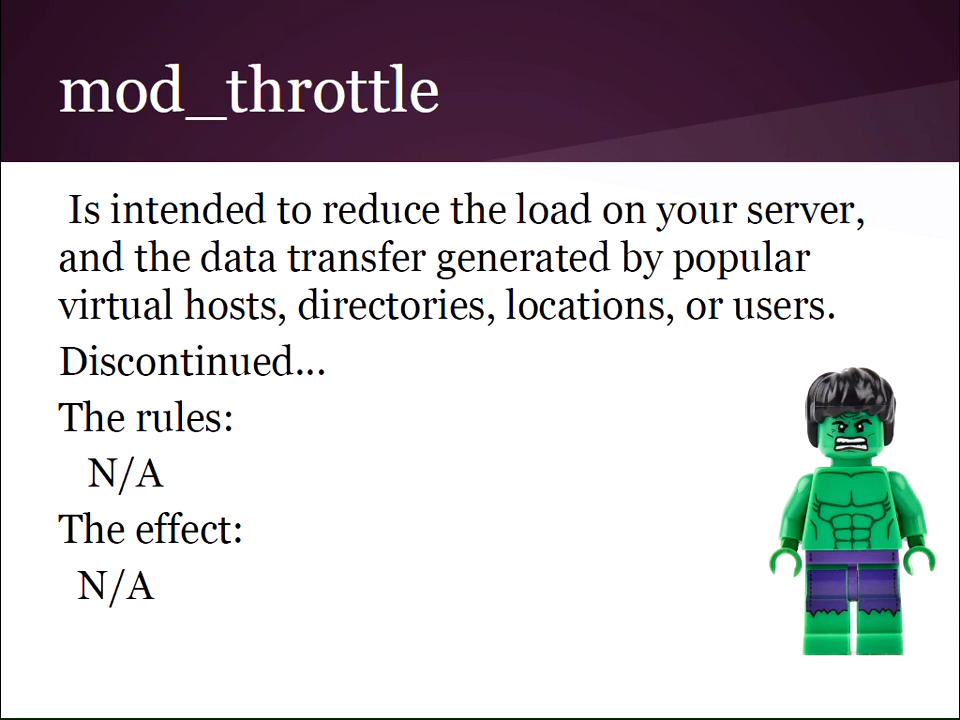 mod_throttle
Is intended to reduce the load on your server,
and the data transfer generated by popular
virtual hosts, directories, locations, or users.
Discontinued...
The rules:
N/A
The effect:
N/A